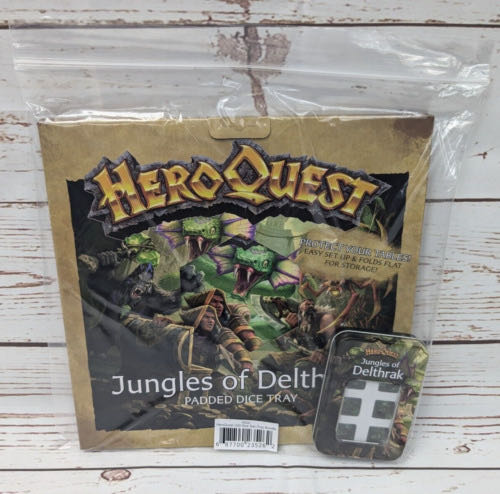 HEROQUEST
PROTECT YOUR TABLES!
EASY SET UP & FOLDS FLAT
FOR STORAGE!
Jungles of Delth
PADDED DICE TRAY
HEROQUEST
Jungles of
Delthrak